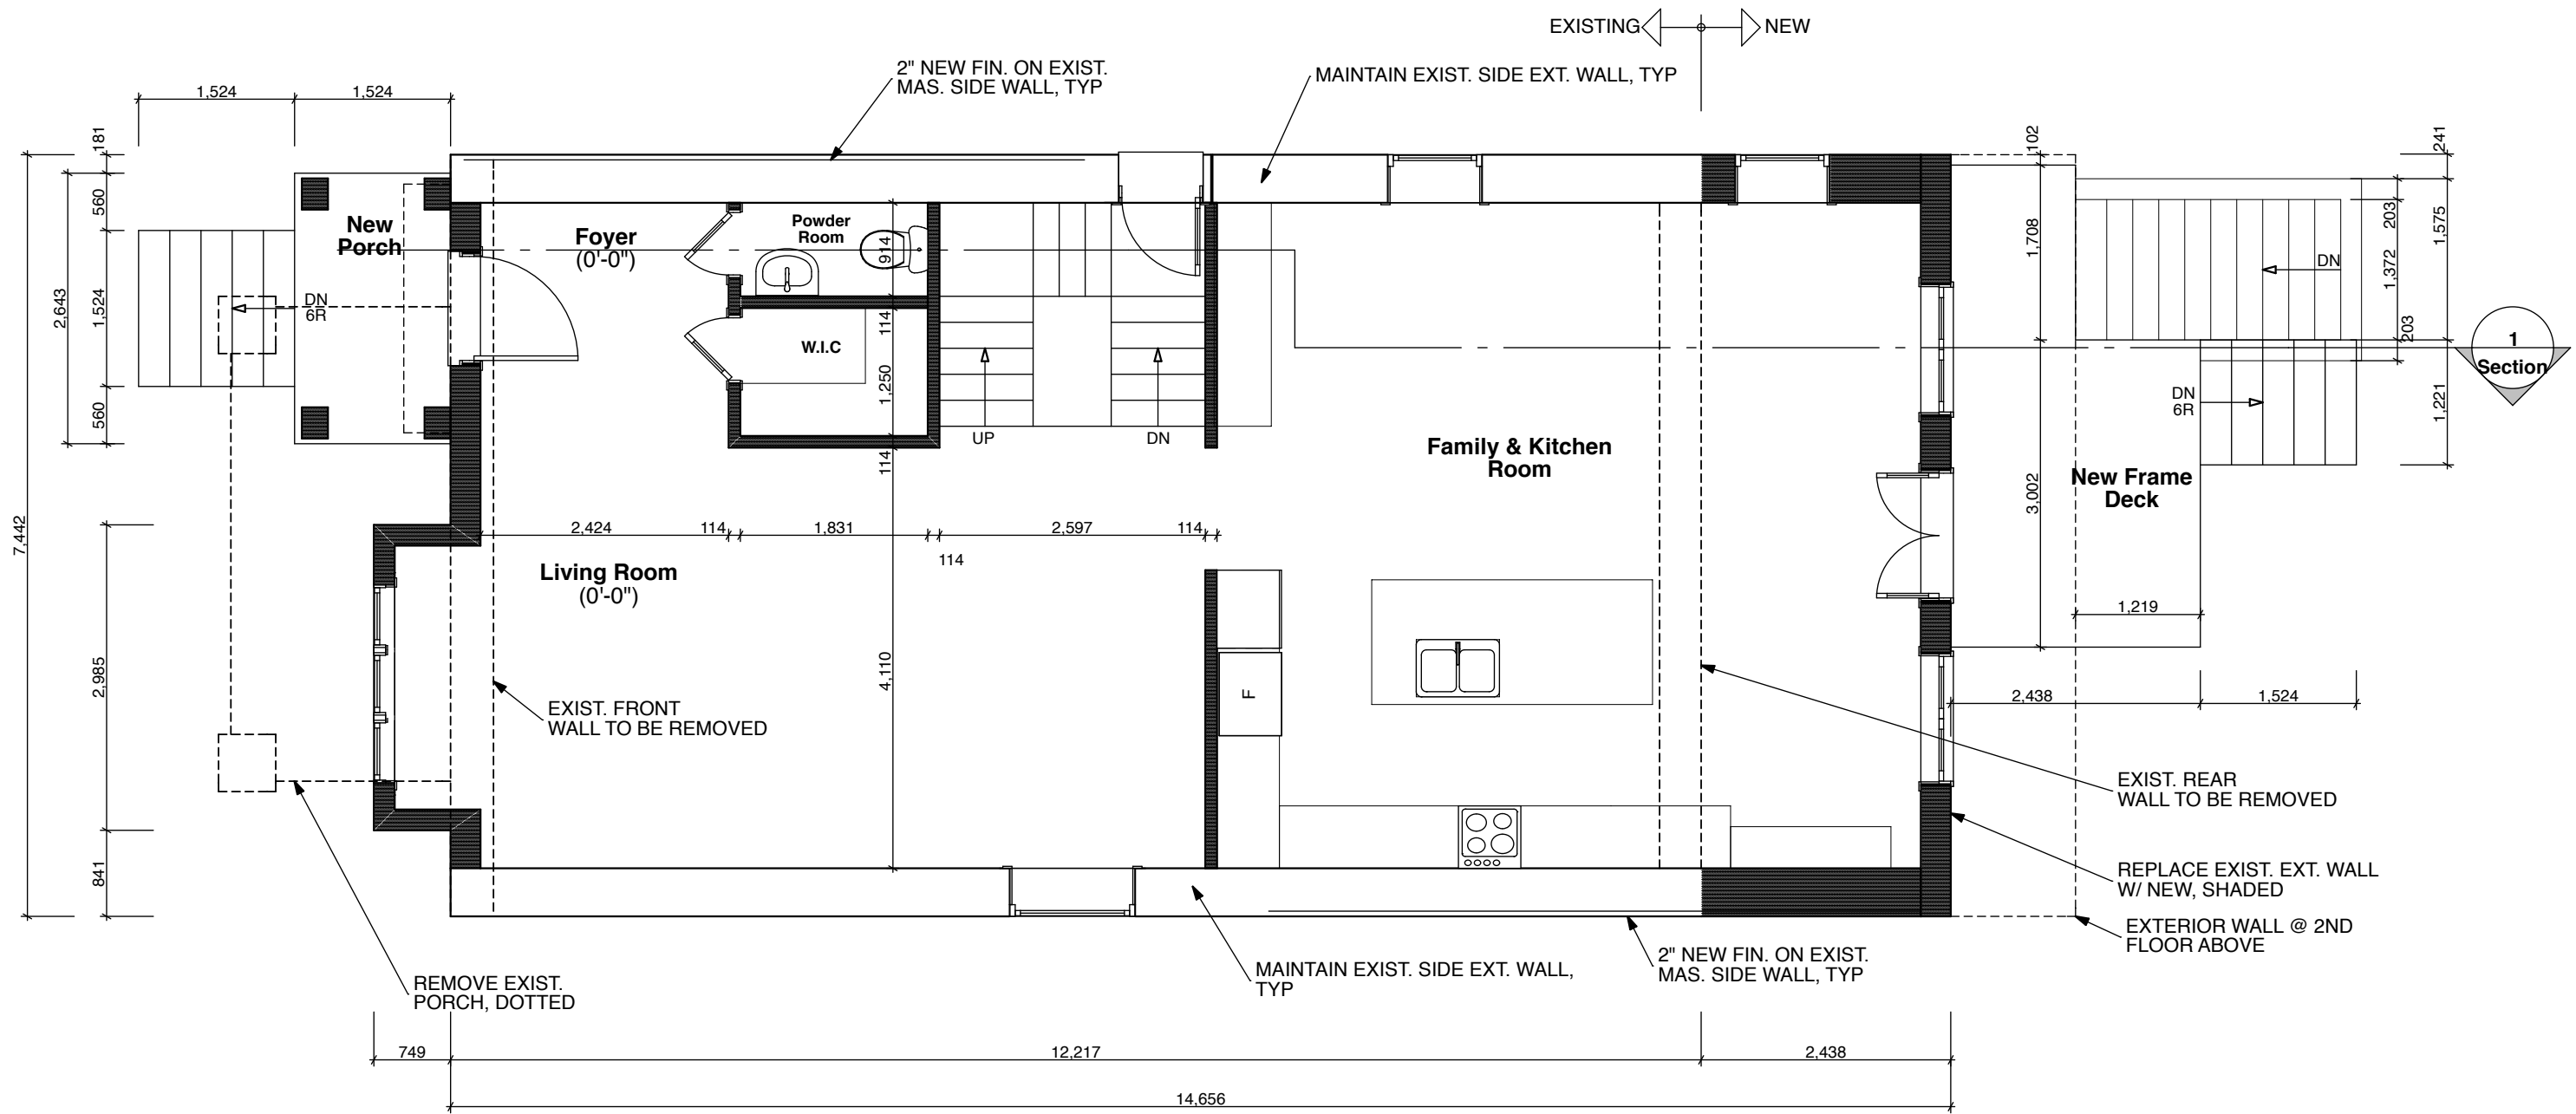 EXISTING
NEW
2" NEW FIN. ON EXIST.
MAS. SIDE WALL, TYP
MAINTAIN EXIST. SIDE EXT. WALL, TYP
1,524
1,524
181
560
1,524
560
2,643
7,442
2,985
841
New
Porch
DN
6R
Foyer
(0'-0")
Powder
Room
914
114
W.I.C
1,250
114
UP
DN
Family & Kitchen
Room
2,424
114
1,831
114
2,597
114
Living Room
(0'-0")
4,110
F
EXIST. FRONT
WALL TO BE REMOVED
102
1,708
3,002
241
203
1,575
1,372
203
1,221
DN
DN
6R
1
Section
New Frame
Deck
1,219
2,438
1,524
EXIST. REAR
WALL TO BE REMOVED
REPLACE EXIST. EXT. WALL
W/ NEW, SHADED
EXTERIOR WALL @ 2ND
FLOOR ABOVE
2" NEW FIN. ON EXIST.
MAS. SIDE WALL, TYP
MAINTAIN EXIST. SIDE EXT. WALL,
TYP
REMOVE EXIST.
PORCH, DOTTED
749
12,217
2,438
14,656